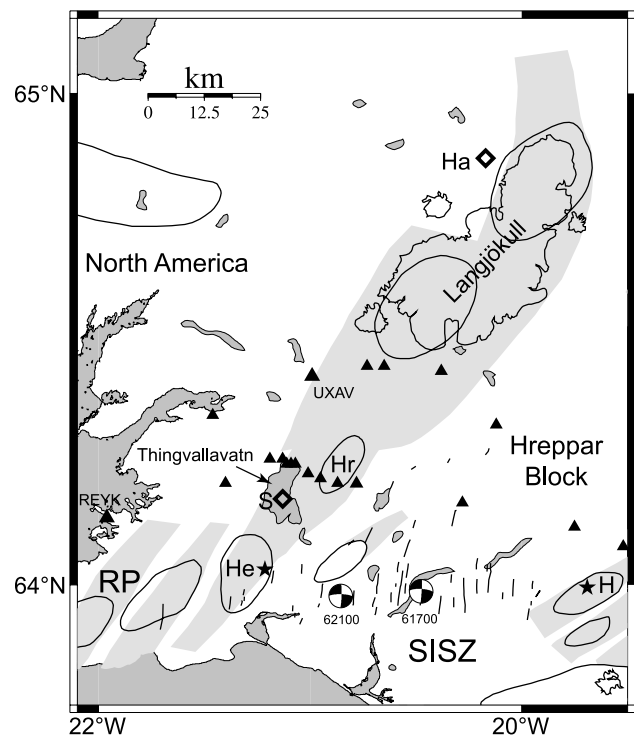 km
65°N
0 12.5 25
Ha
North America
Langjökull
UXAV
Thingvallavatn
Hr
Hreppar
Block
S
REYK
He
RP
H
64°N
62100
61700
SISZ
22°W
20°W